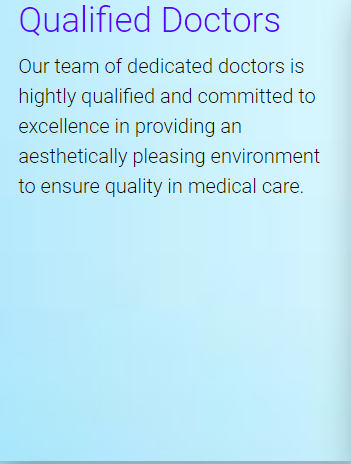 Qualified Doctors
Our team of dedicated doctors is
hightly qualified and committed to
excellence in providing an
aesthetically pleasing environment
to ensure quality in medical care.